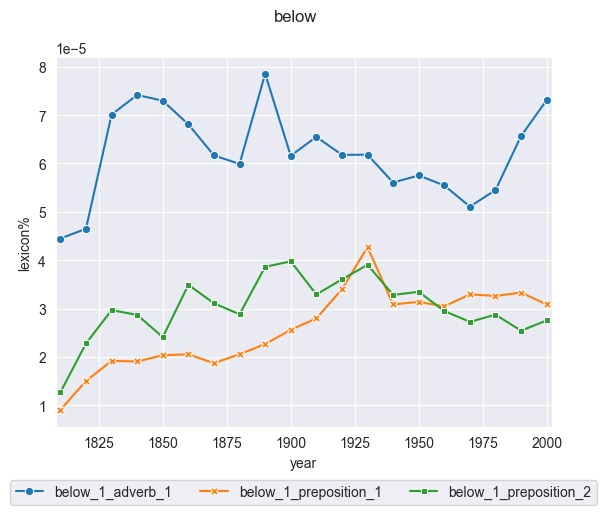 below
1e−5
8
7
6
5
4
3
2
1
lexicon%
1825 1850 1875 1900 1925 1950 1975 2000
year
below_1_adverb_1 below_1_preposition_1 below_1_preposition_2